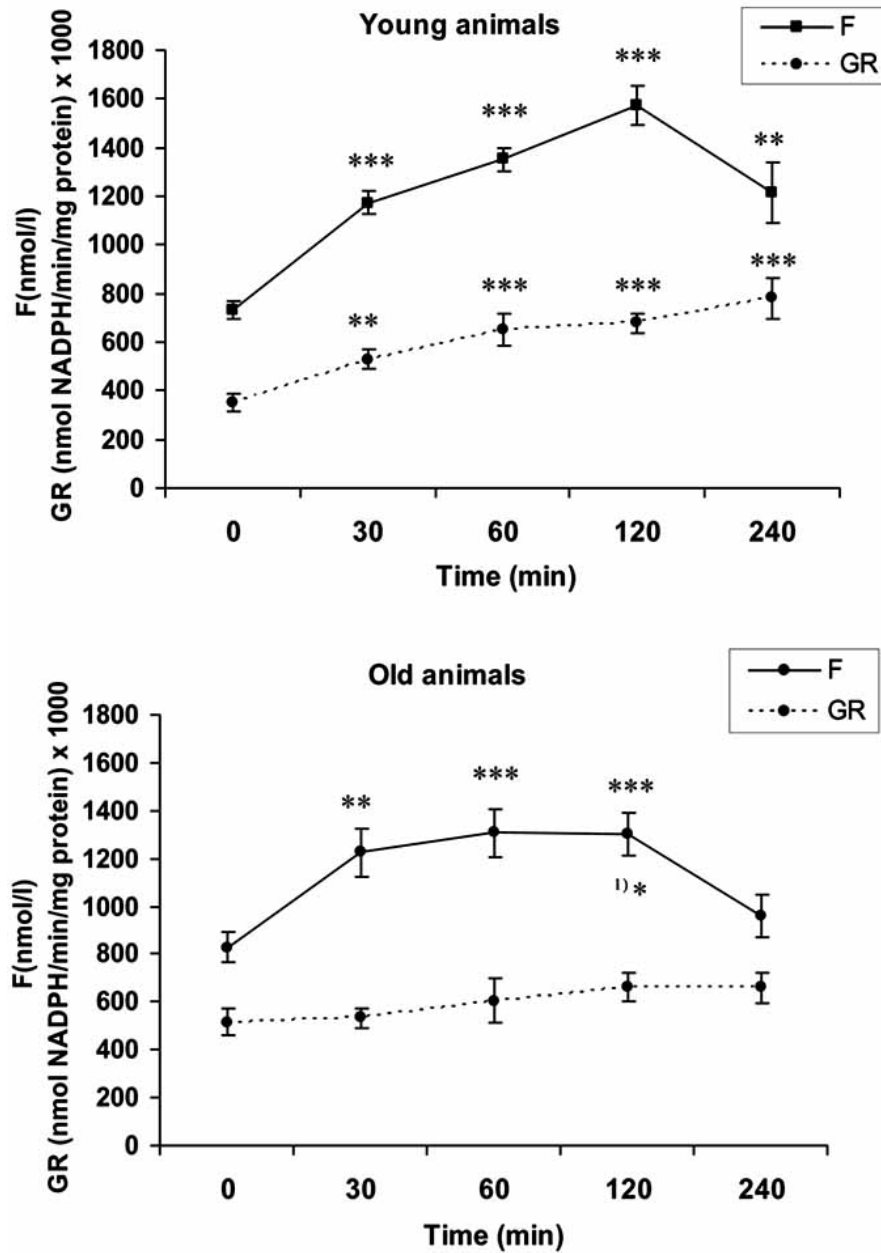 Young animals
F
GR
F(nmol/l)
GR (nmol NADPH/min/mg protein) x 1000
1800
1600
1400
1200
1000
800
600
400
200
0
***
***
***
**
**
***
***
***
0 30 60 120 240
Time (min)
Old animals
F
GR
F(nmol/l)
GR (nmol NADPH/min/mg protein) x 1000
1800
1600
1400
1200
1000
800
600
400
200
0
**
***
***
1) *
0 30 60 120 240
Time (min)